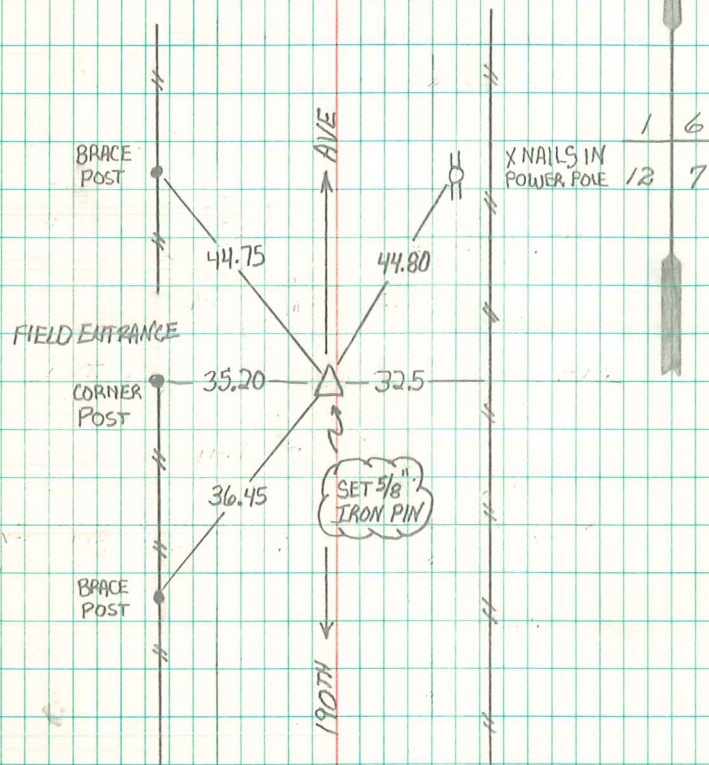 AVE
1 6
12 7
BRACE
POST
X NAILS IN
POWER POLE
44.75
44.80
FIELD ENTRANCE
CORNER
POST
35.20
32.5
36.45
SET 5/8"
IRON PIN
BRACE
POST
190TH